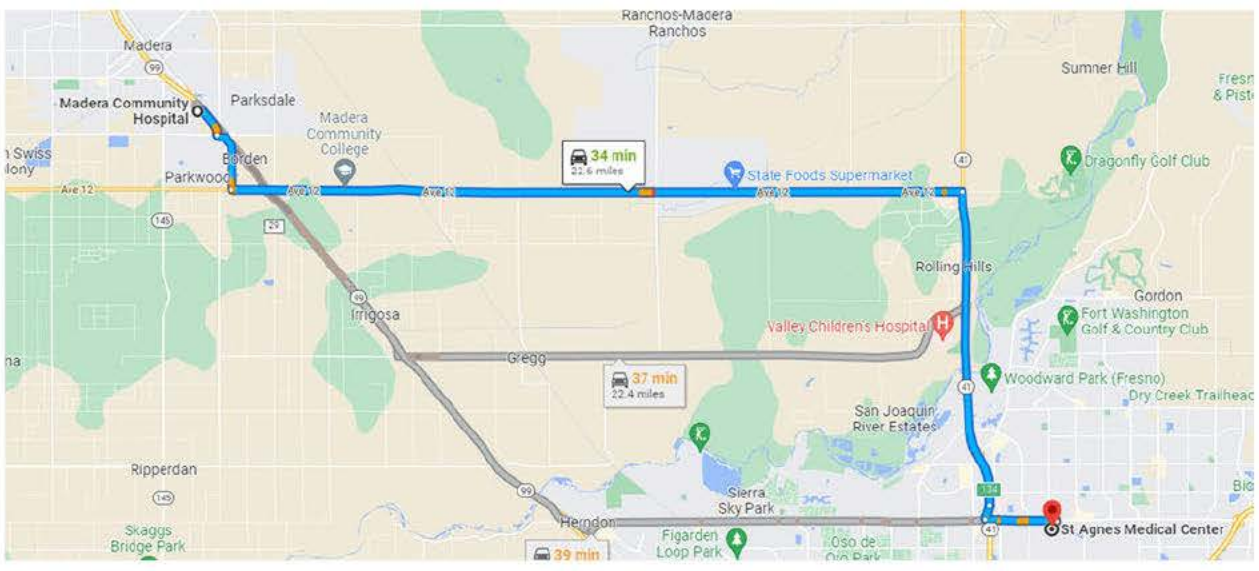 Ranchos-Madera
Ranchos
Madera
99
Sumner Hill
Fresn
& Pist
Madera Community
Hospital
Parksdale
Madera
Community
College
n Swiss
olony
Borden
Parkwood
34 min
22.6 miles
41
Dragonfly Golf Club
State Foods Supermarket
Ave 12
Ave 12
Ave 12
Ave 12
Ave 12
145
29
Rolling Hills
99
Irrigosa
Gordon
Valley Children's Hospital
H
Fort Washington
Golf & Country Club
na
Gregg
37 min
22.4 miles
41
Woodward Park (Fresno)
Dry Creek Trailhead
San Joaquin
River Estates
Ripperdan
145
99
134
Sierra
Sky Park
Herndon
41
St Agnes Medical Center
Skaggs
Bridge Park
39 min
Figarden
Loop Park
Oso de
Oro Park